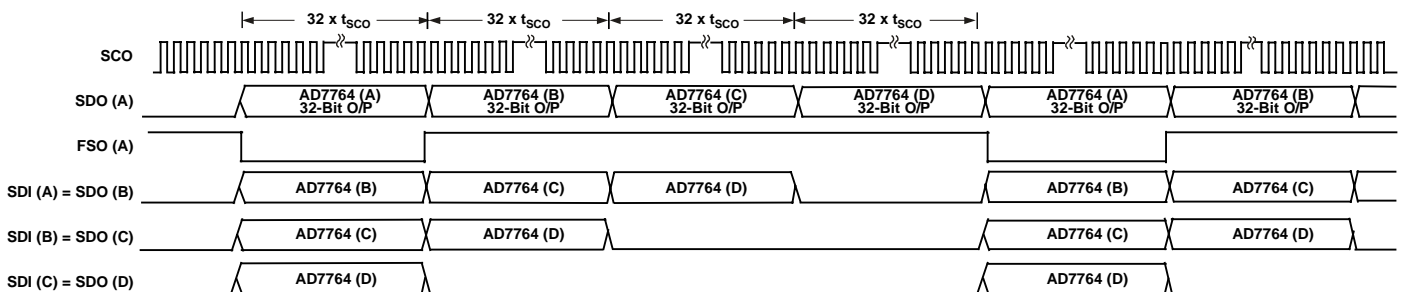 32 x tSCO 32 x tSCO 32 x tSCO 32 x tSCO
SCO
SDO (A) AD7764 (A) AD7764 (B) AD7764 (C) AD7764 (D) AD7764 (A) AD7764 (B)
32-Bit O/P 32-Bit O/P 32-Bit O/P 32-Bit O/P 32-Bit O/P 32-Bit O/P
FSO (A)
SDI (A) = SDO (B) AD7764 (B) AD7764 (C) AD7764 (D) AD7764 (B) AD7764 (C)
SDI (B) = SDO (C) AD7764 (C) AD7764 (D) AD7764 (C) AD7764 (D)
SDI (C) = SDO (D) AD7764 (D) AD7764 (D)